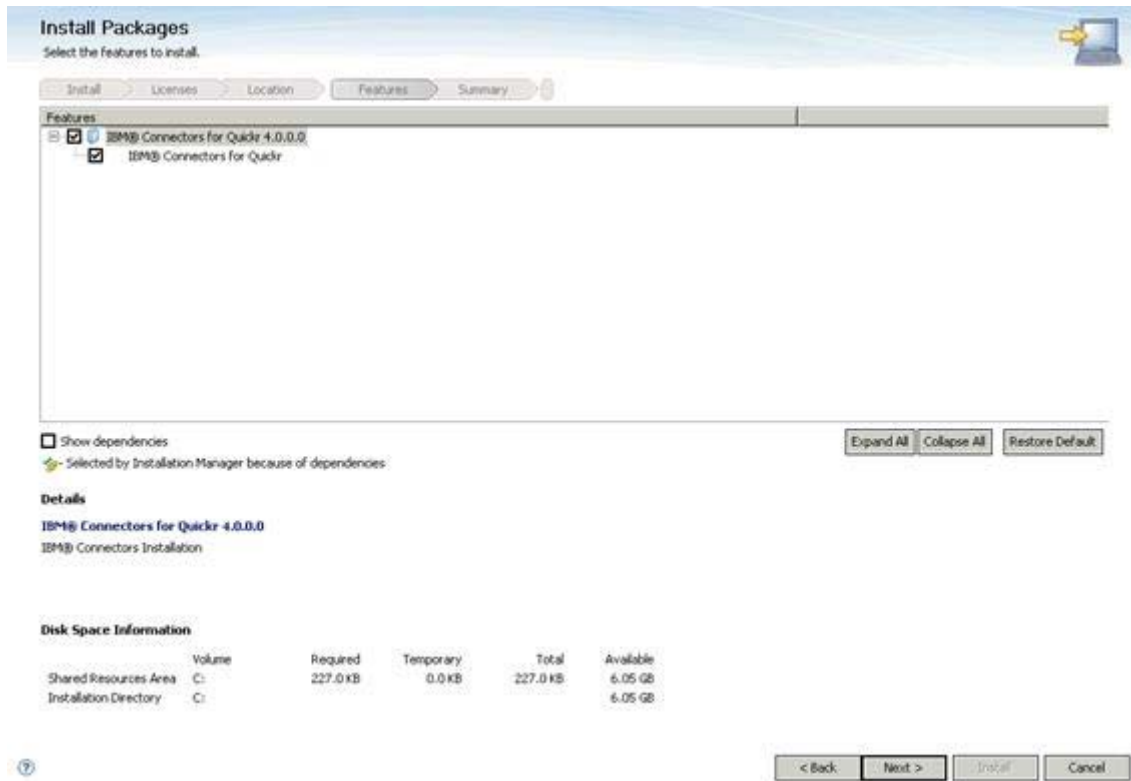 Install Packages
Select the features to install.
Install Licenses Location Features Summary
Features
IBM® Connectors for Quickr 4.0.0.0
IBM® Connectors for Quickr
Show dependencies
Expand All Collapse All Restore Default
- Selected by Installation Manager because of dependencies
Details
IBM® Connectors for Quickr 4.0.0.0
IBM® Connectors Installation
Disk Space Information
Volume Required Temporary Total Available
Shared Resources Area C: 227.0 KB 0.0 KB 227.0 KB 6.05 GB
Installation Directory C: 6.05 GB
? < Back Next > Install Cancel